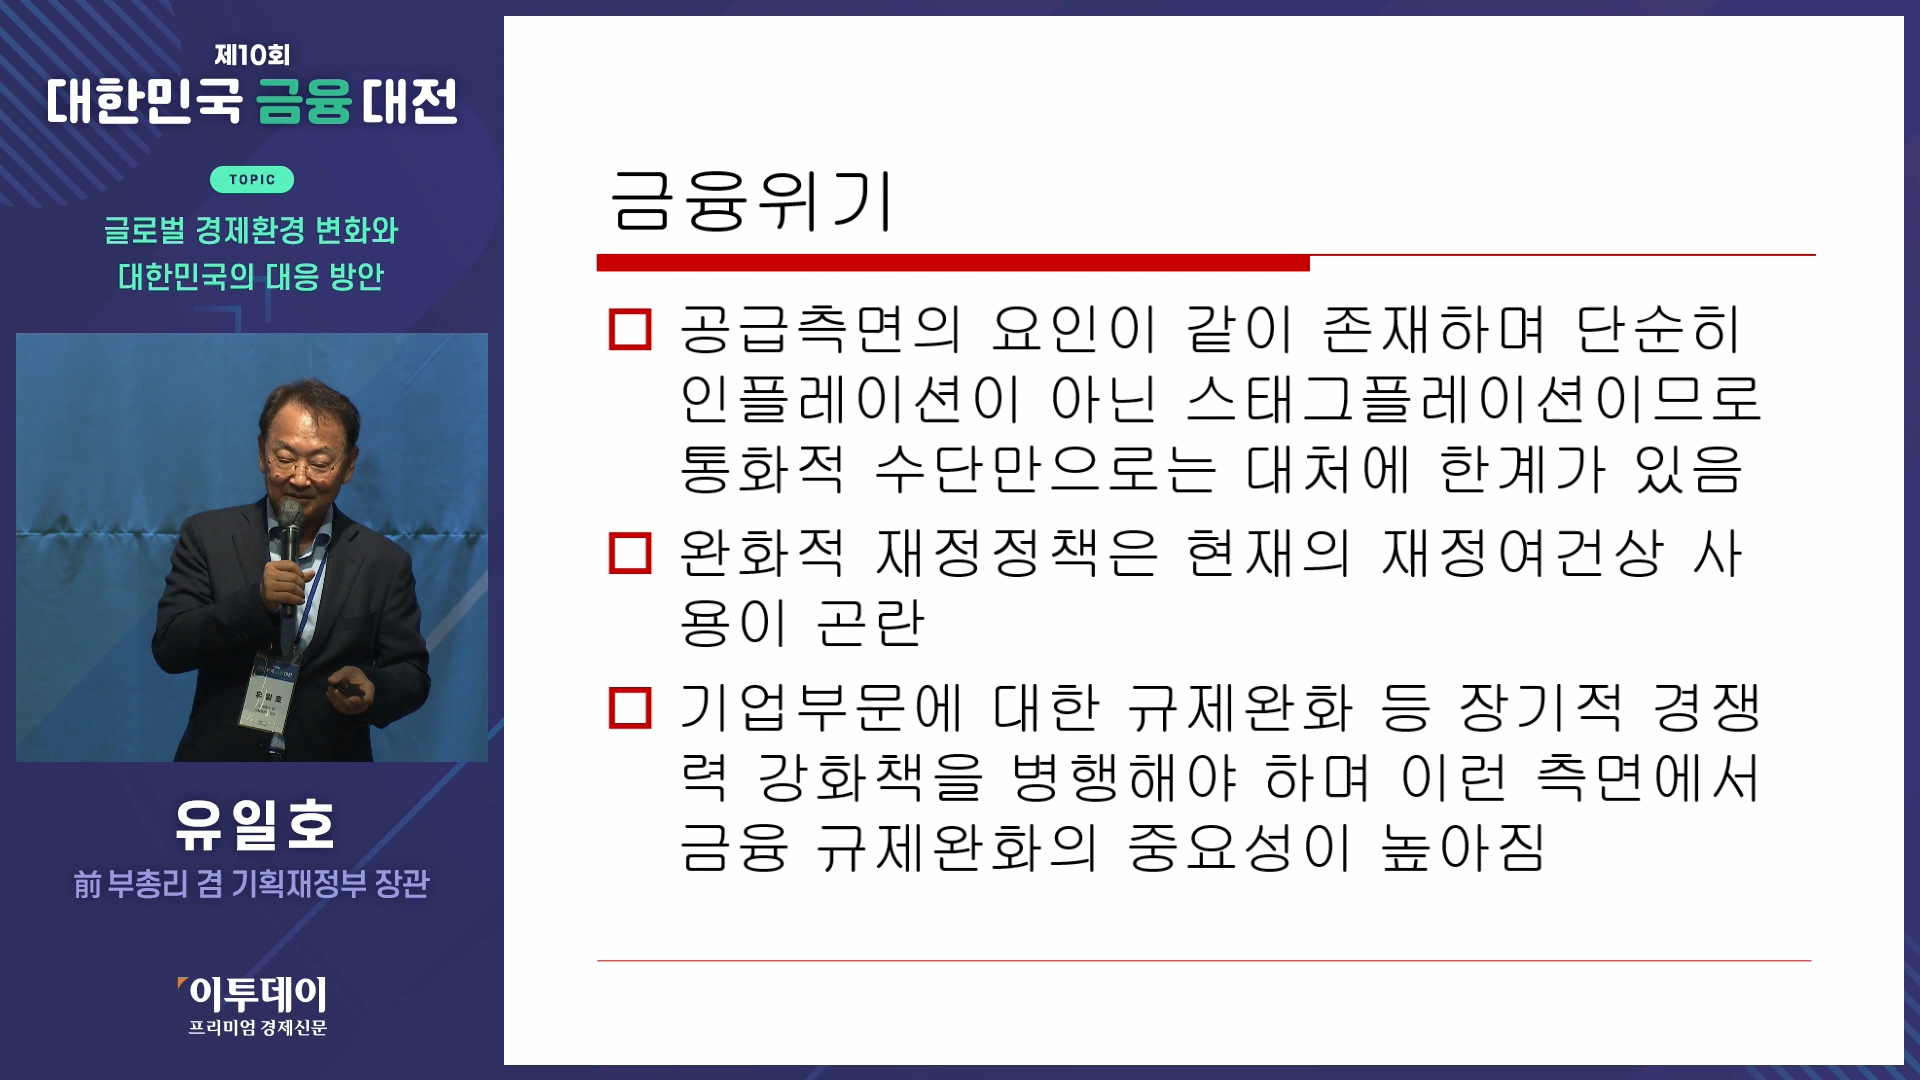 제10회
대한민국 금융대전
TOPIC
글로벌 경제환경 변화와
대한민국의 대응 방안
유일호
유일호
前 부총리 겸 기획재정부 장관
이투데이
프리미엄 경제신문
금융위기
공급측면의 요인이 같이 존재하며 단순히
인플레이션이 아닌 스태그플레이션이므로
통화적 수단만으로는 대처에 한계가 있음
완화적 재정정책은 현재의 재정여건상 사
용이 곤란
기업부문에 대한 규제완화 등 장기적 경쟁
력 강화책을 병행해야 하며 이런 측면에서
금융 규제완화의 중요성이 높아짐